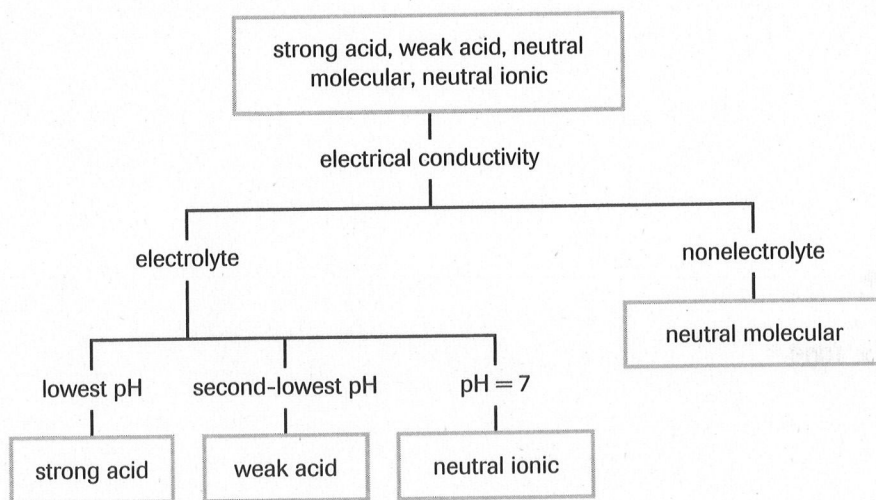 strong acid, weak acid, neutral
molecular, neutral ionic
electrical conductivity
electrolyte
nonelectrolyte
neutral molecular
lowest pH
second-lowest pH
pH = 7
strong acid
weak acid
neutral ionic